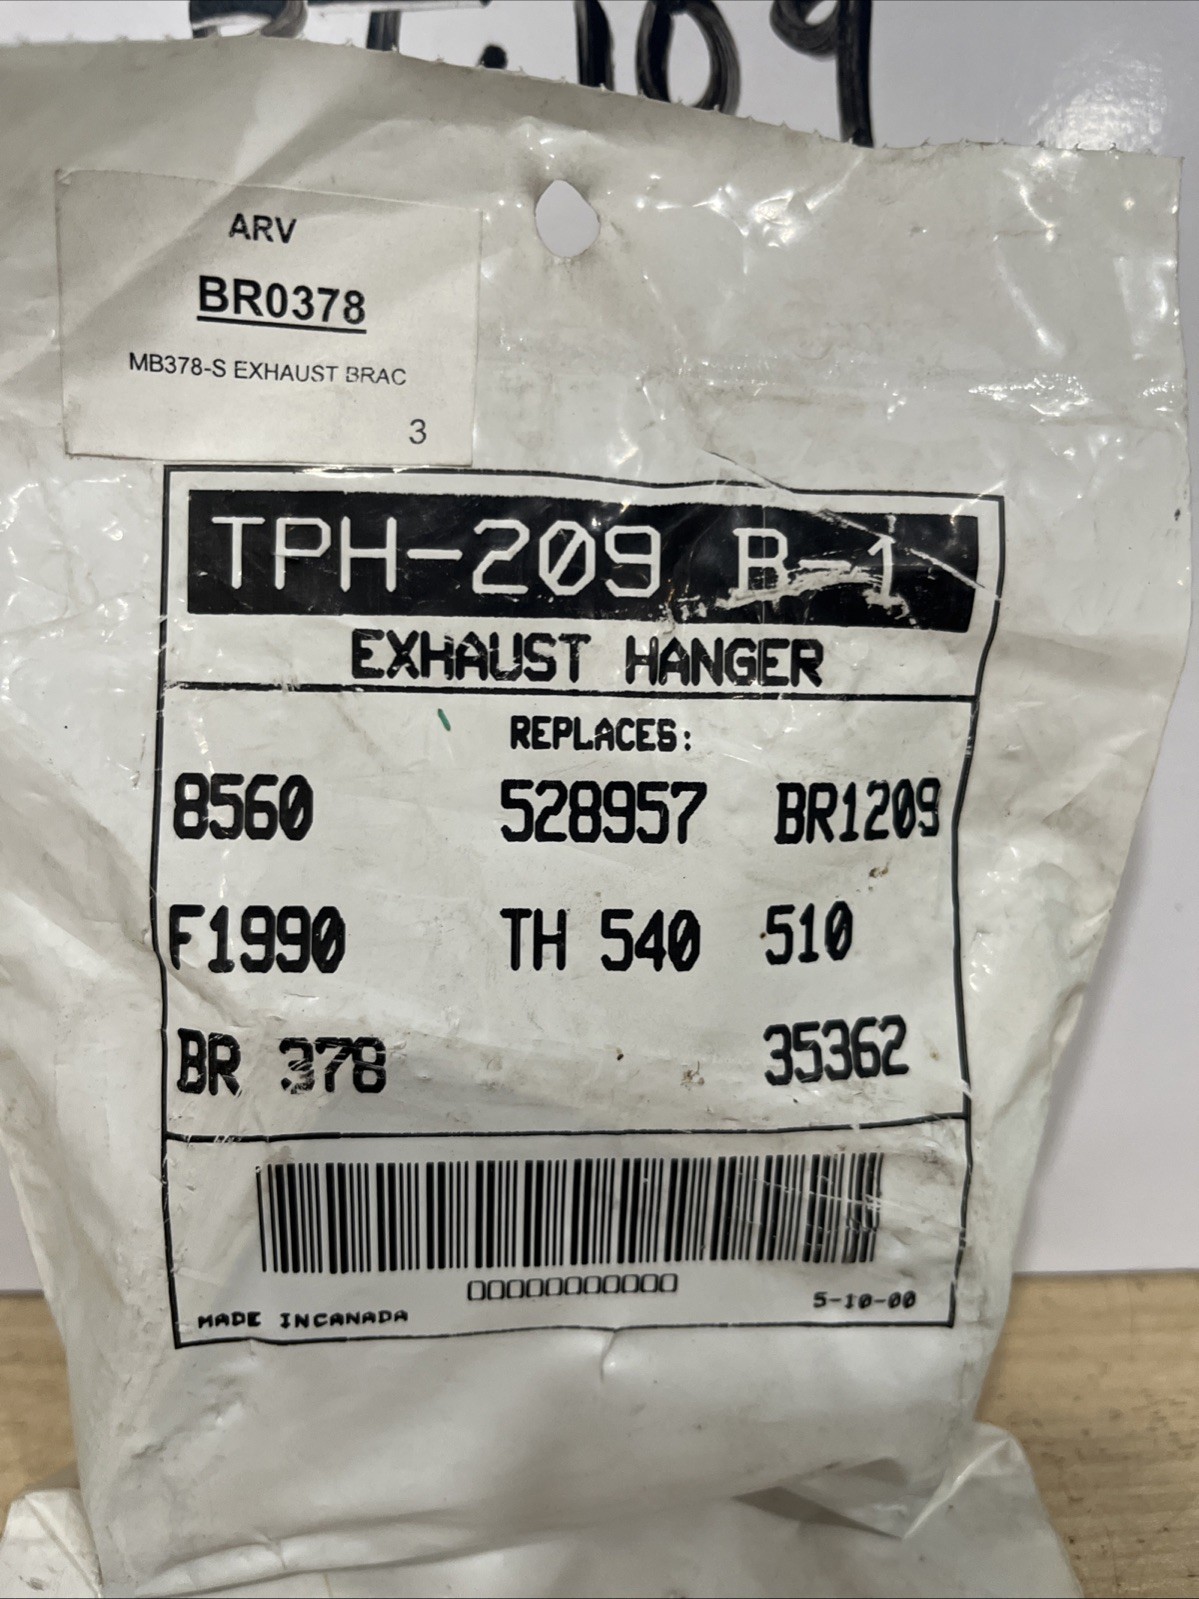 109
ARV
BR0378
MB378-S EXHAUST BRAC
3
TPH-209 B-1
EXHAUST HANGER
REPLACES:
8560 528957 BR1209
F1990 TH 540 510
BR 378 35362
00000000000
MADE INCANADA 5-10-00